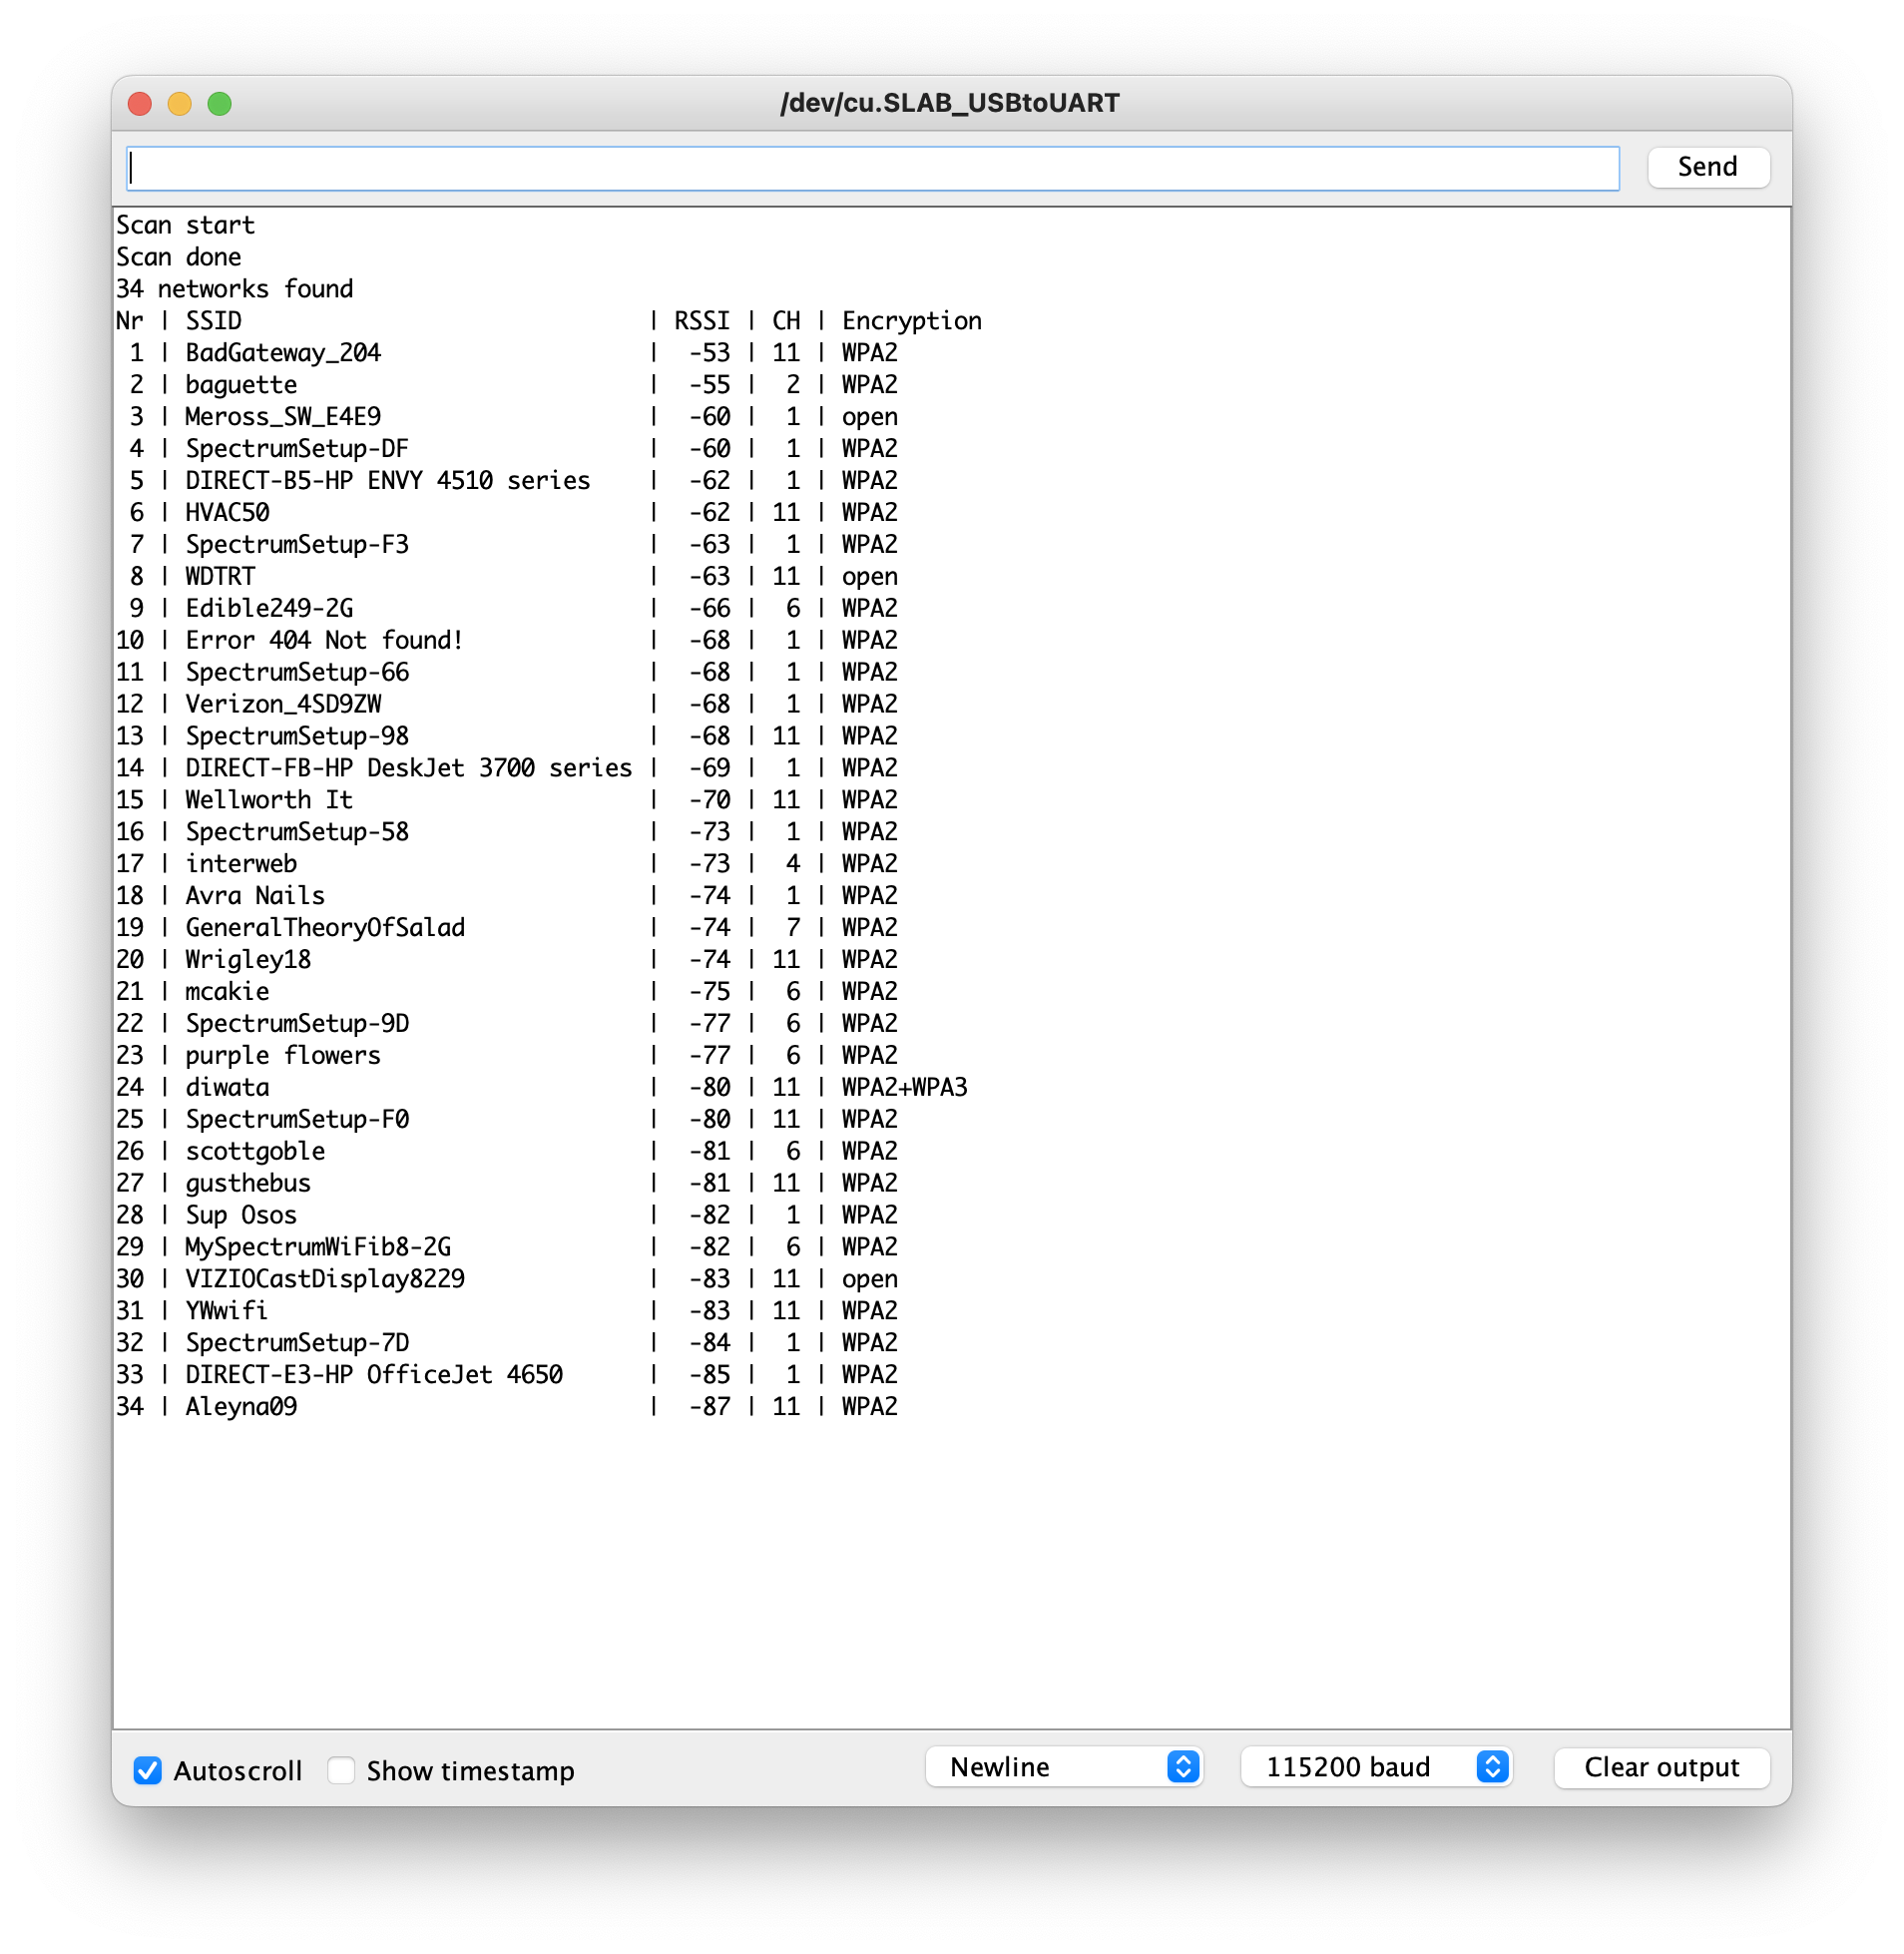 /dev/cu.SLAB_USBtoUART
Send
Scan start
Scan done
34 networks found
Nr | SSID                             | RSSI | CH | Encryption
 1 | BadGateway_204                   |  -53 | 11 | WPA2
 2 | baguette                         |  -55 |  2 | WPA2
 3 | Meross_SW_E4E9                   |  -60 |  1 | open
 4 | SpectrumSetup-DF                 |  -60 |  1 | WPA2
 5 | DIRECT-B5-HP ENVY 4510 series    |  -62 |  1 | WPA2
 6 | HVAC50                           |  -62 | 11 | WPA2
 7 | SpectrumSetup-F3                 |  -63 |  1 | WPA2
 8 | WDTRT                            |  -63 | 11 | open
 9 | Edible249-2G                     |  -66 |  6 | WPA2
10 | Error 404 Not found!             |  -68 |  1 | WPA2
11 | SpectrumSetup-66                 |  -68 |  1 | WPA2
12 | Verizon_4SD9ZW                   |  -68 |  1 | WPA2
13 | SpectrumSetup-98                 |  -68 | 11 | WPA2
14 | DIRECT-FB-HP DeskJet 3700 series |  -69 |  1 | WPA2
15 | Wellworth It                     |  -70 | 11 | WPA2
16 | SpectrumSetup-58                 |  -73 |  1 | WPA2
17 | interweb                         |  -73 |  4 | WPA2
18 | Avra Nails                       |  -74 |  1 | WPA2
19 | GeneralTheoryOfSalad             |  -74 |  7 | WPA2
20 | Wrigley18                        |  -74 | 11 | WPA2
21 | mcakie                           |  -75 |  6 | WPA2
22 | SpectrumSetup-9D                 |  -77 |  6 | WPA2
23 | purple flowers                   |  -77 |  6 | WPA2
24 | diwata                           |  -80 | 11 | WPA2+WPA3
25 | SpectrumSetup-F0                 |  -80 | 11 | WPA2
26 | scottgoble                       |  -81 |  6 | WPA2
27 | gusthebus                        |  -81 | 11 | WPA2
28 | Sup Osos                         |  -82 |  1 | WPA2
29 | MySpectrumWiFib8-2G              |  -82 |  6 | WPA2
30 | VIZIOCastDisplay8229             |  -83 | 11 | open
31 | YWwifi                           |  -83 | 11 | WPA2
32 | SpectrumSetup-7D                 |  -84 |  1 | WPA2
33 | DIRECT-E3-HP OfficeJet 4650      |  -85 |  1 | WPA2
34 | Aleyna09                         |  -87 | 11 | WPA2
Autoscroll Show timestamp Newline 115200 baud Clear output